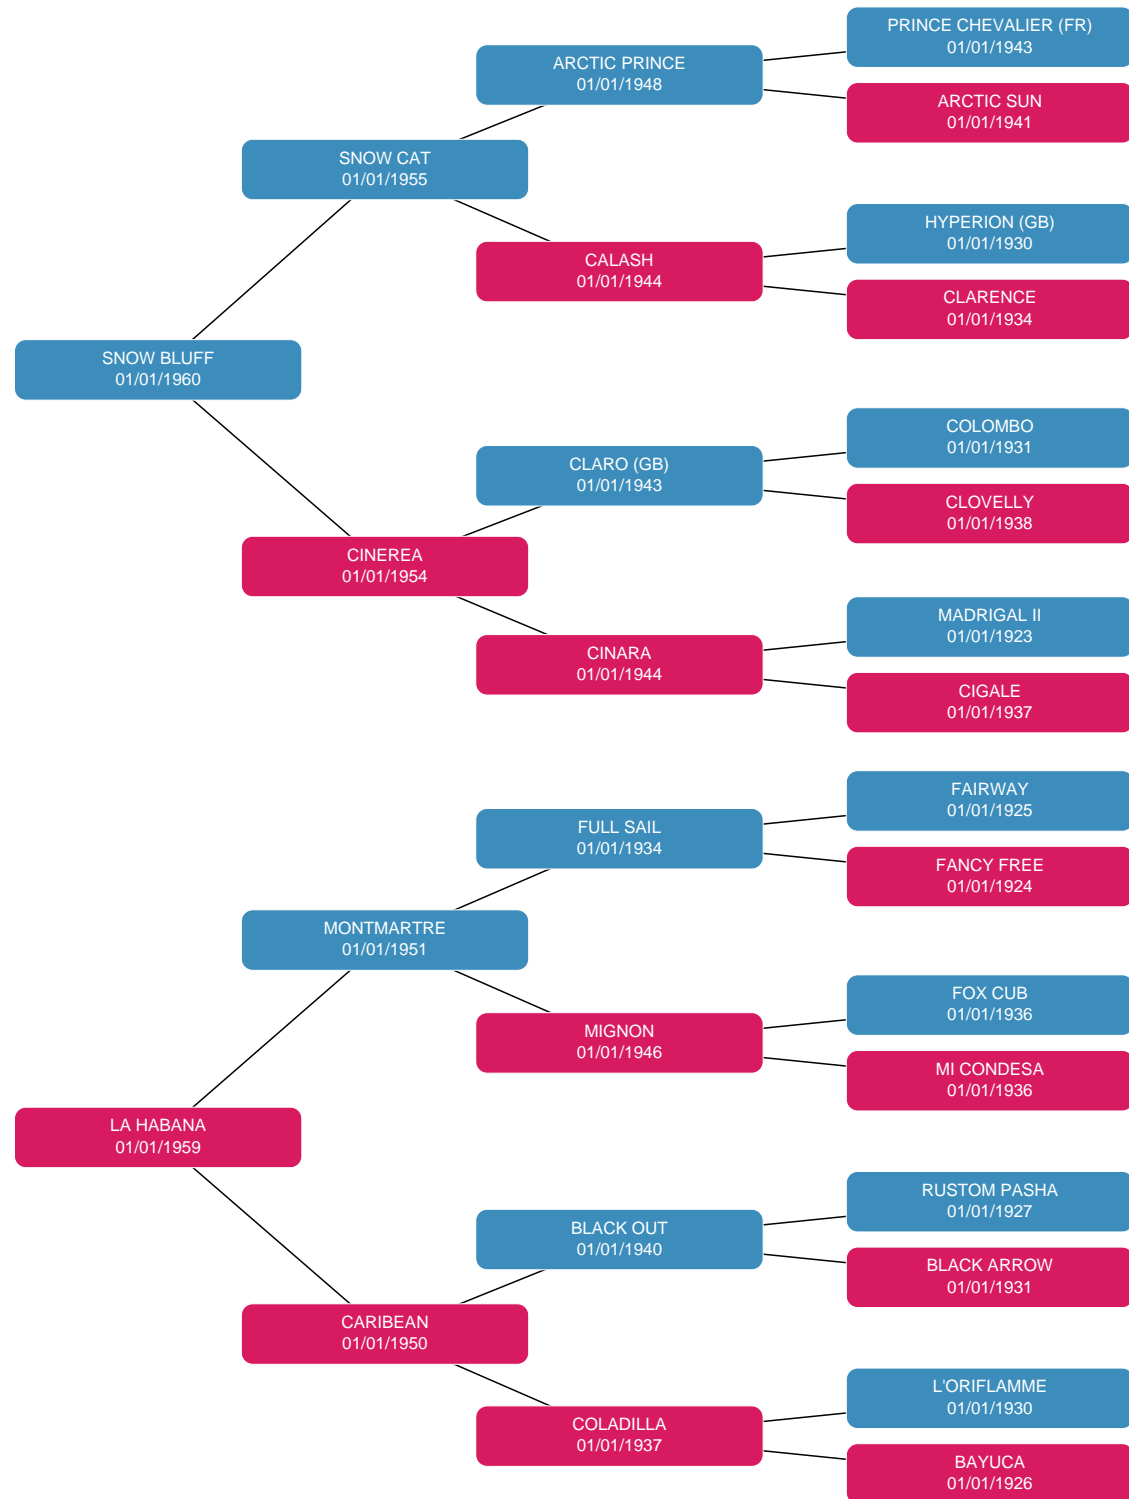 PRINCE CHEVALIER (FR)
01/01/1943
ARCTIC PRINCE
01/01/1948
ARCTIC SUN
01/01/1941
SNOW CAT
01/01/1955
HYPERION (GB)
01/01/1930
CALASH
01/01/1944
CLARENCE
01/01/1934
SNOW BLUFF
01/01/1960
COLOMBO
01/01/1931
CLARO (GB)
01/01/1943
CLOVELLY
01/01/1938
CINEREA
01/01/1954
MADRIGAL II
01/01/1923
CINARA
01/01/1944
CIGALE
01/01/1937
FAIRWAY
01/01/1925
FULL SAIL
01/01/1934
FANCY FREE
01/01/1924
MONTMARTRE
01/01/1951
FOX CUB
01/01/1936
MIGNON
01/01/1946
MI CONDESA
01/01/1936
LA HABANA
01/01/1959
RUSTOM PASHA
01/01/1927
BLACK OUT
01/01/1940
BLACK ARROW
01/01/1931
CARIBEAN
01/01/1950
L'ORIFLAMME
01/01/1930
COLADILLA
01/01/1937
BAYUCA
01/01/1926